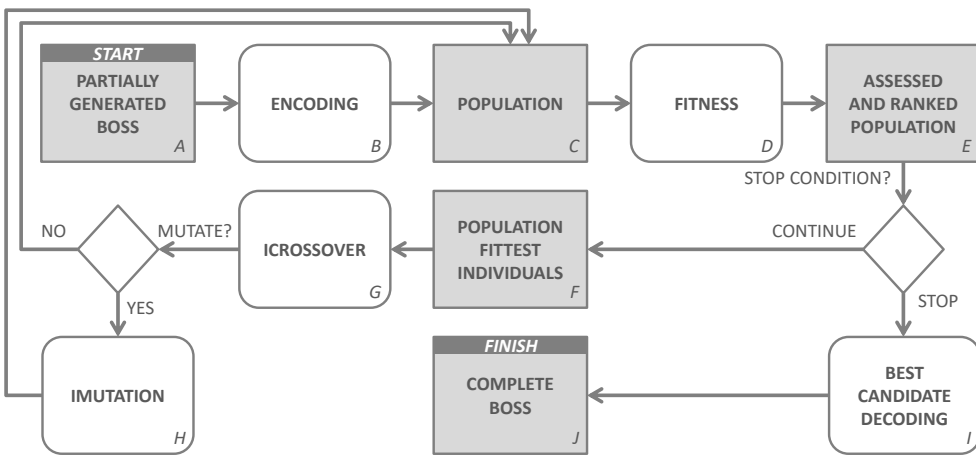 START
PARTIALLY
GENERATED
BOSS
A
ENCODING
B
POPULATION
C
FITNESS
D
ASSESSED
AND RANKED
POPULATION
E
STOP CONDITION?
NO
MUTATE?
ICROSSOVER
G
POPULATION
FITTEST
INDIVIDUALS
F
CONTINUE
YES
STOP
IMUTATION
H
FINISH
COMPLETE
BOSS
J
BEST
CANDIDATE
DECODING
I